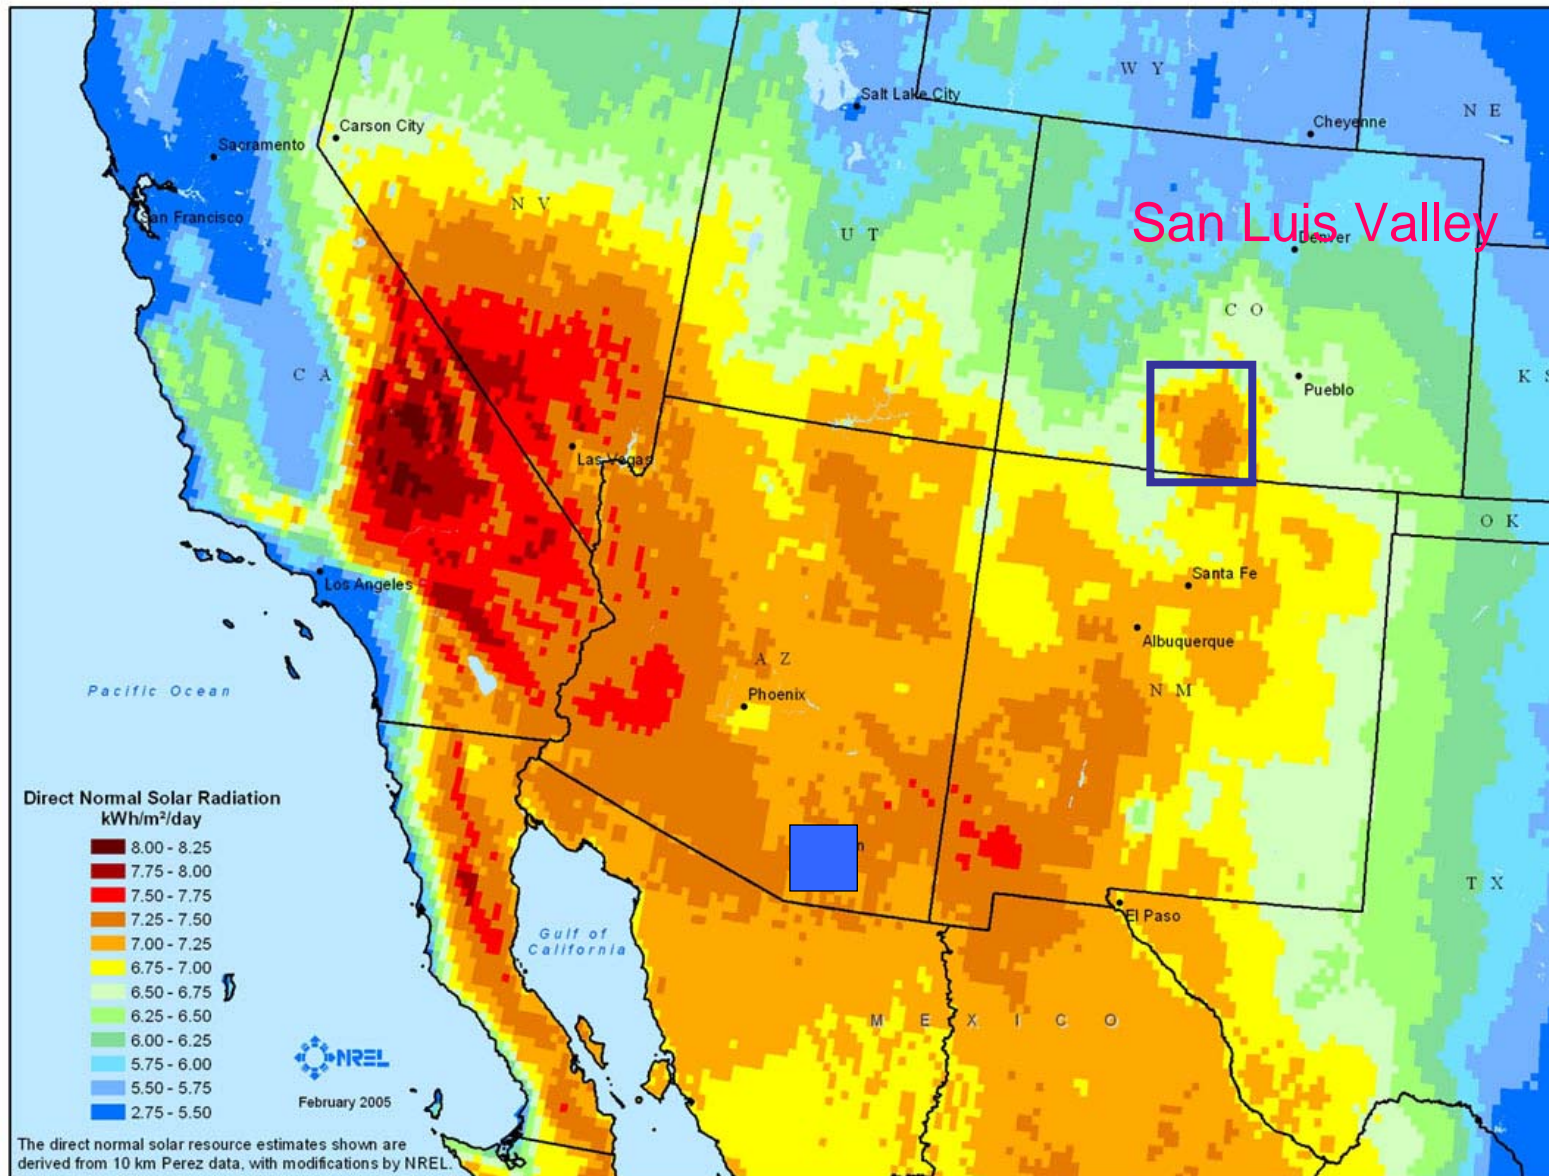 W Y
Salt Lake City
N E
Cheyenne
Carson City
Sacramento
N V
San Francisco
San Luis Valley
U T
Denver
C O
C A
K S
Pueblo
Las Vegas
O K
Santa Fe
Los Angeles
Albuquerque
A Z
Pacific Ocean
N M
Phoenix
Direct Normal Solar Radiation
kWh/m²/day
8.00 - 8.25
7.75 - 8.00
7.50 - 7.75
7.25 - 7.50
7.00 - 7.25
6.75 - 7.00
6.50 - 6.75
6.25 - 6.50
6.00 - 6.25
5.75 - 6.00
5.50 - 5.75
2.75 - 5.50
n
T X
El Paso
Gulf of
California
M E X I C O
NREL
February 2005
The direct normal solar resource estimates shown are
derived from 10 km Perez data, with modifications by NREL.